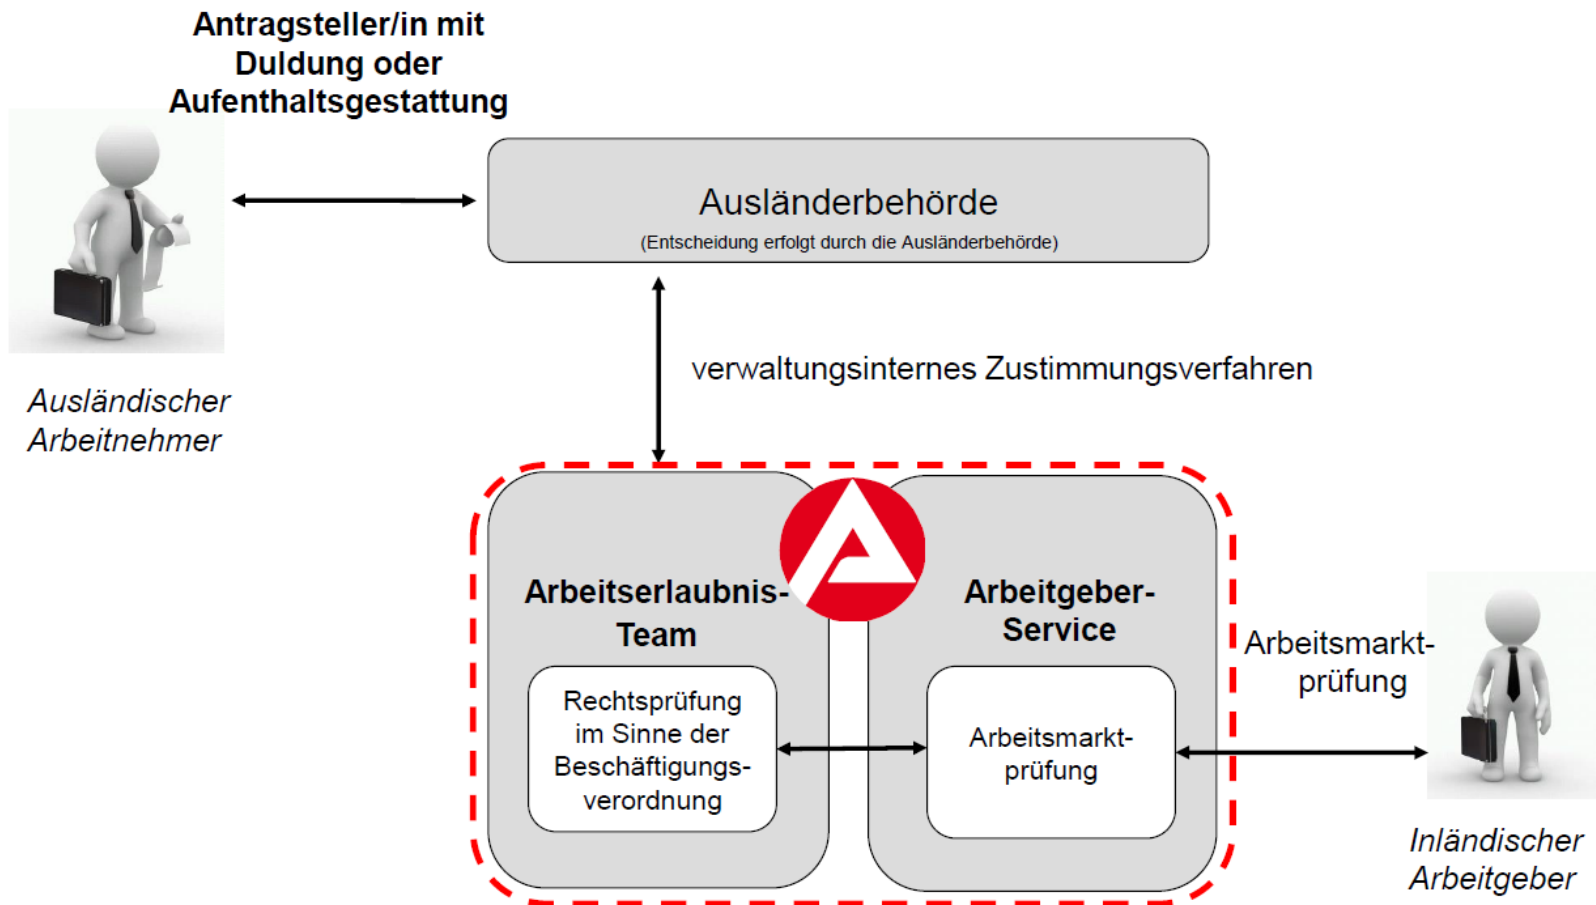 Antragsteller/in mit
Duldung oder
Aufenthaltsgestattung
Ausländerbehörde
(Entscheidung erfolgt durch die Ausländerbehörde)
verwaltungsinternes Zustimmungsverfahren
Ausländischer
Arbeitnehmer
Arbeitserlaubnis-
Team
Rechtsprüfung
im Sinne der
Beschäftigungs-
verordnung
Arbeitgeber-
Service
Arbeitsmarkt-
prüfung
Arbeitsmarkt-
prüfung
Inländischer
Arbeitgeber